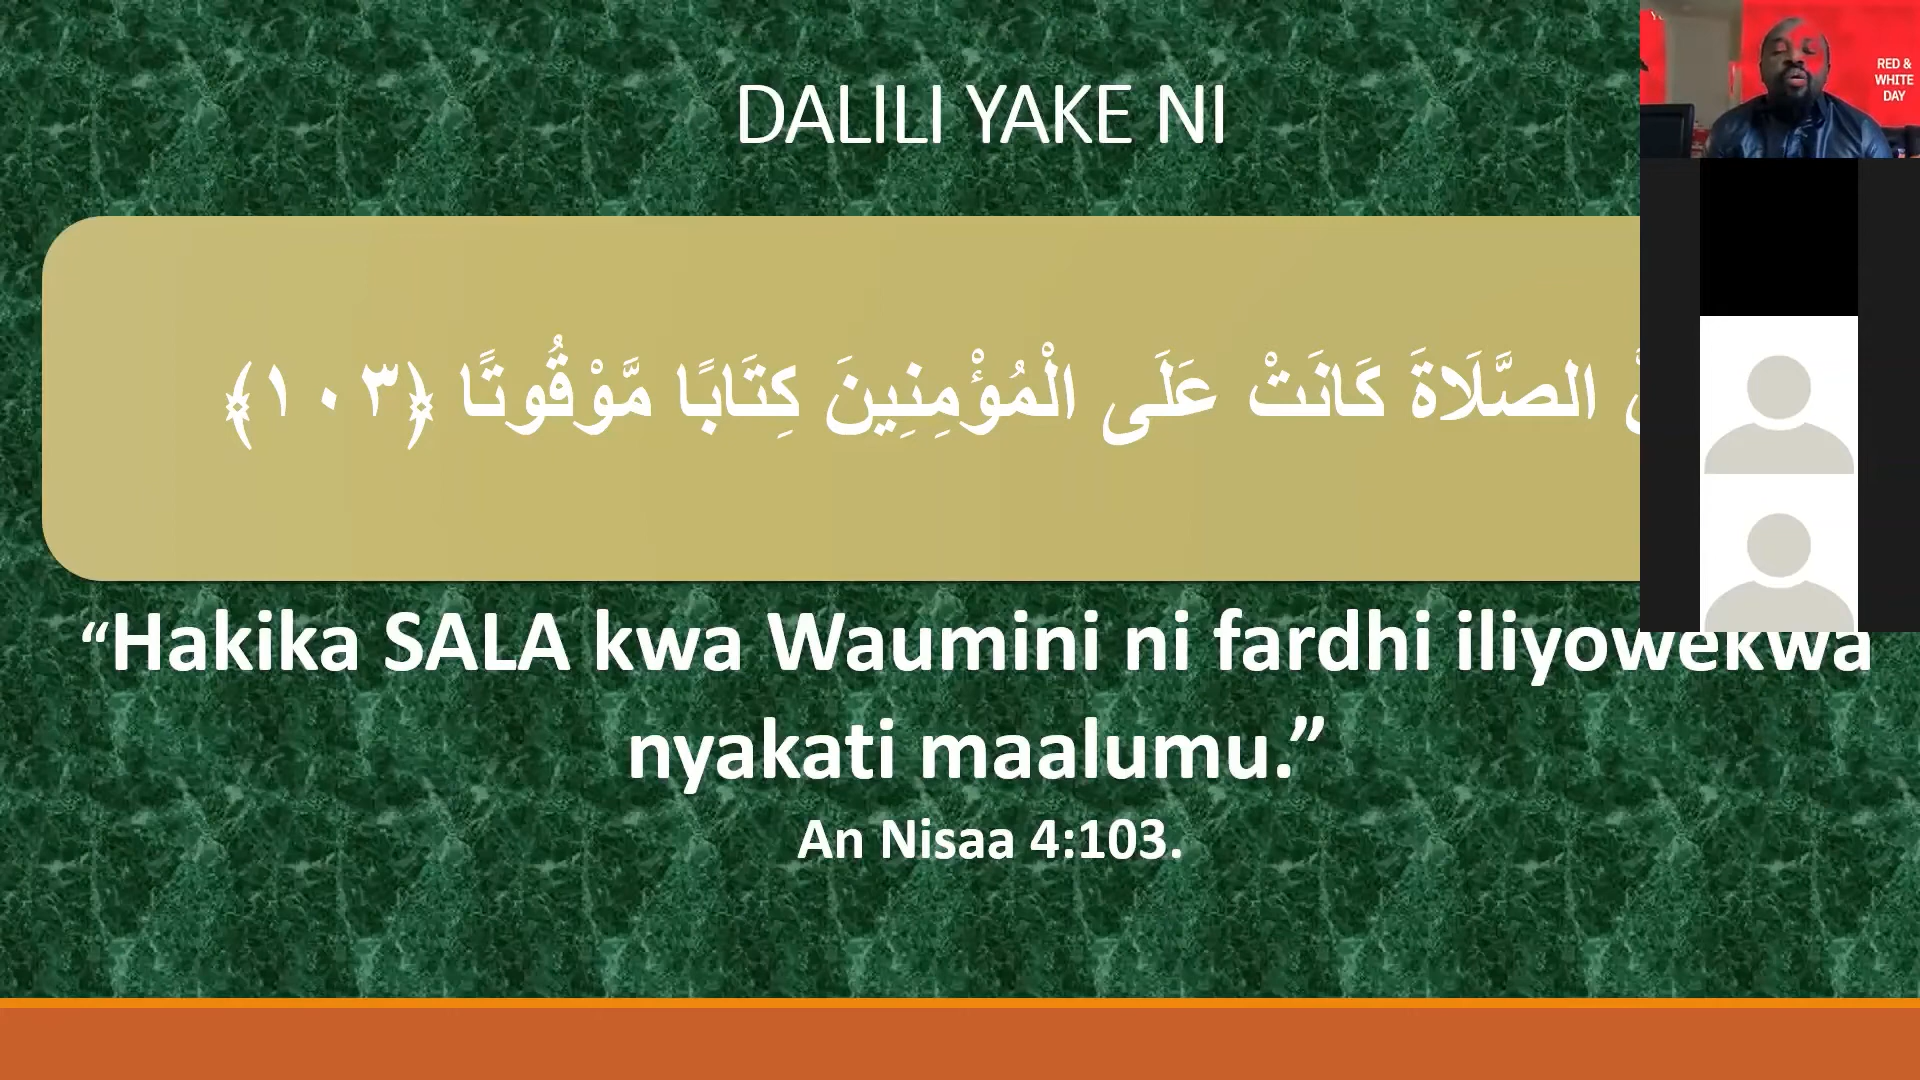 DALILI YAKE NI
الصَّلَاةَ كَانَتْ عَلَى الْمُؤْمِنِينَ كِتَابًا مَّوْقُوتًا ﴿١٠٣﴾
“Hakika SALA kwa Waumini ni fardhi iliyowekwa
nyakati maalumu.”
An Nisaa 4:103.
RED &
WHITE
DAY